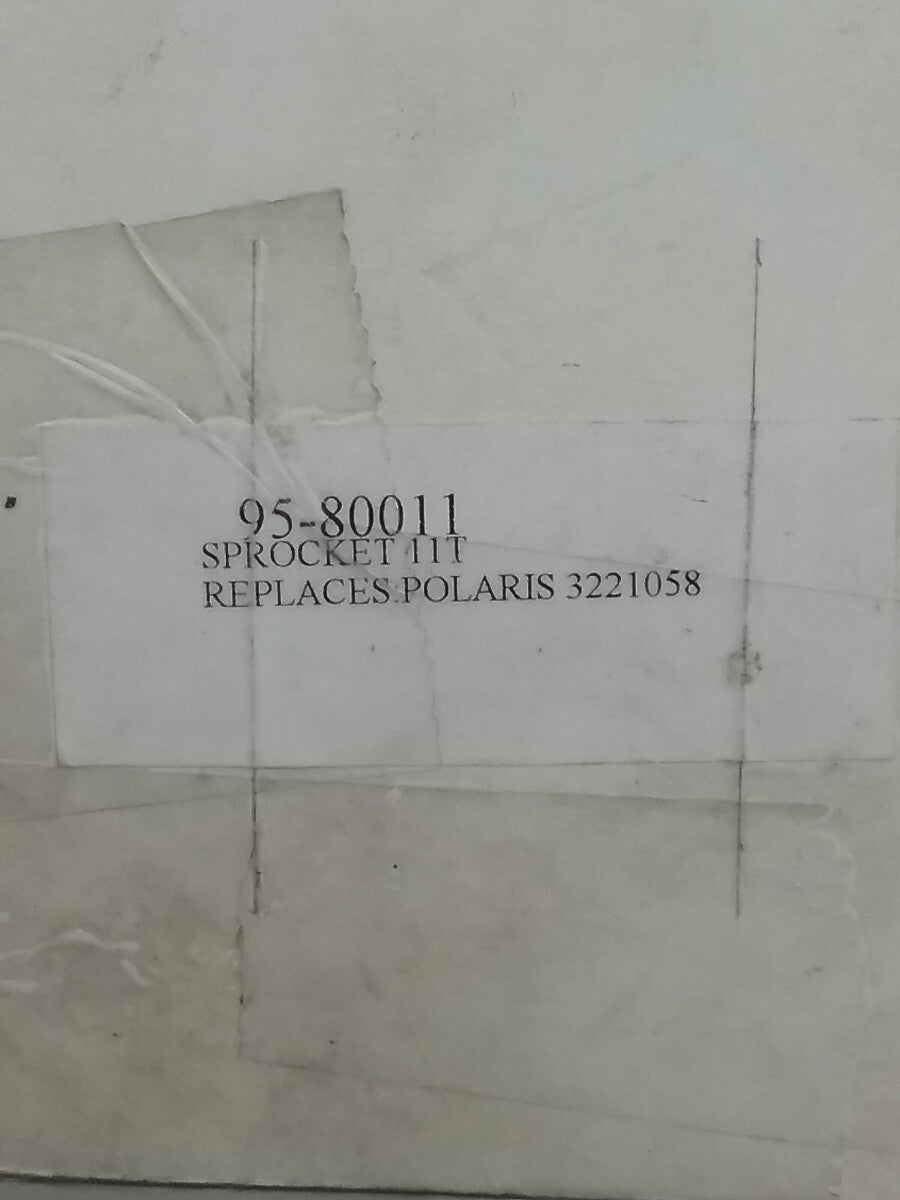 95-80011
SPROCKET 11T
REPLACES:POLARIS 3221058